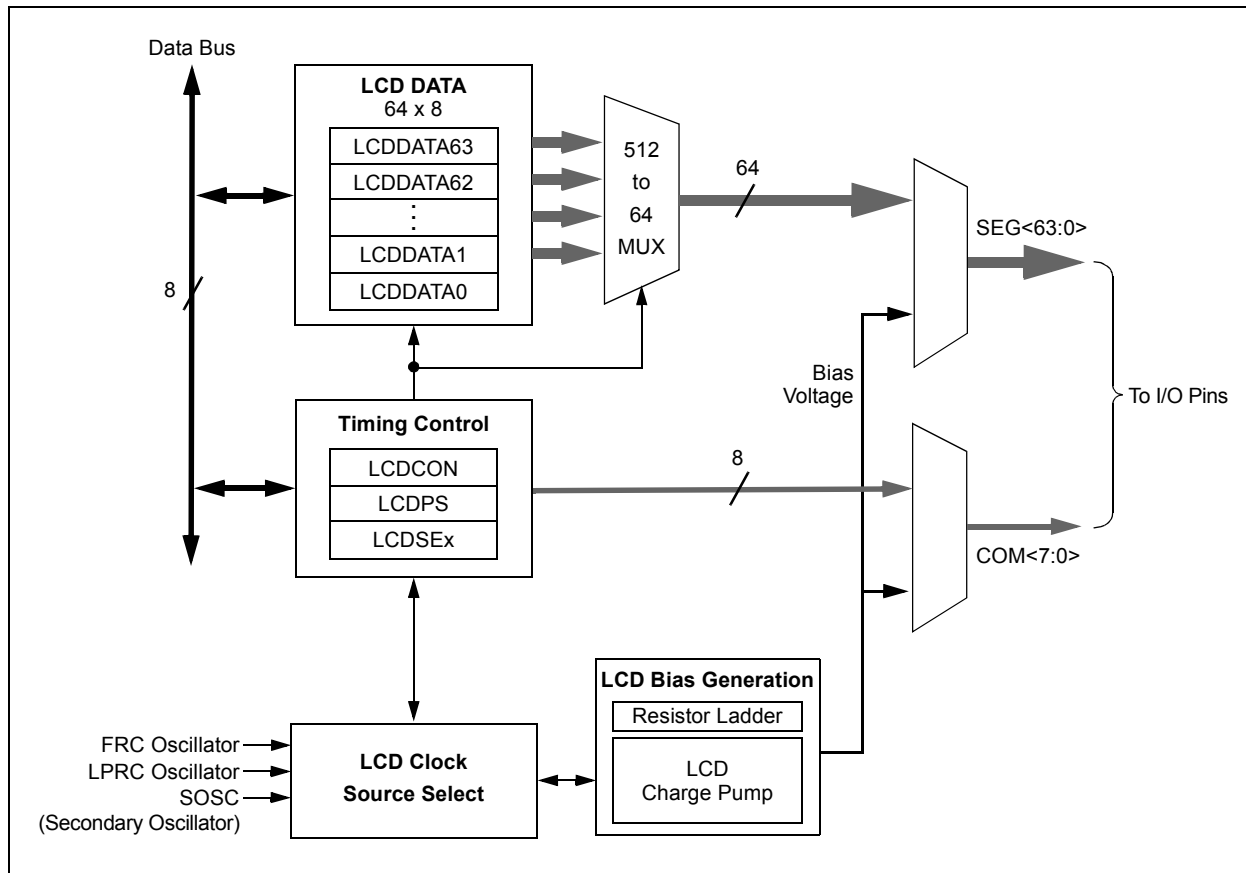 Data Bus
8
LCD DATA
64 x 8
LCDDATA63
LCDDATA62
⋮
LCDDATA1
LCDDATA0
512
to
64
MUX
64
SEG<63:0>
Bias
Voltage
To I/O Pins
Timing Control
LCDCON
LCDPS
LCDSEx
8
COM<7:0>
LCD Bias Generation
Resistor Ladder
LCD
Charge Pump
FRC Oscillator
LPRC Oscillator
SOSC
(Secondary Oscillator)
LCD Clock
Source Select